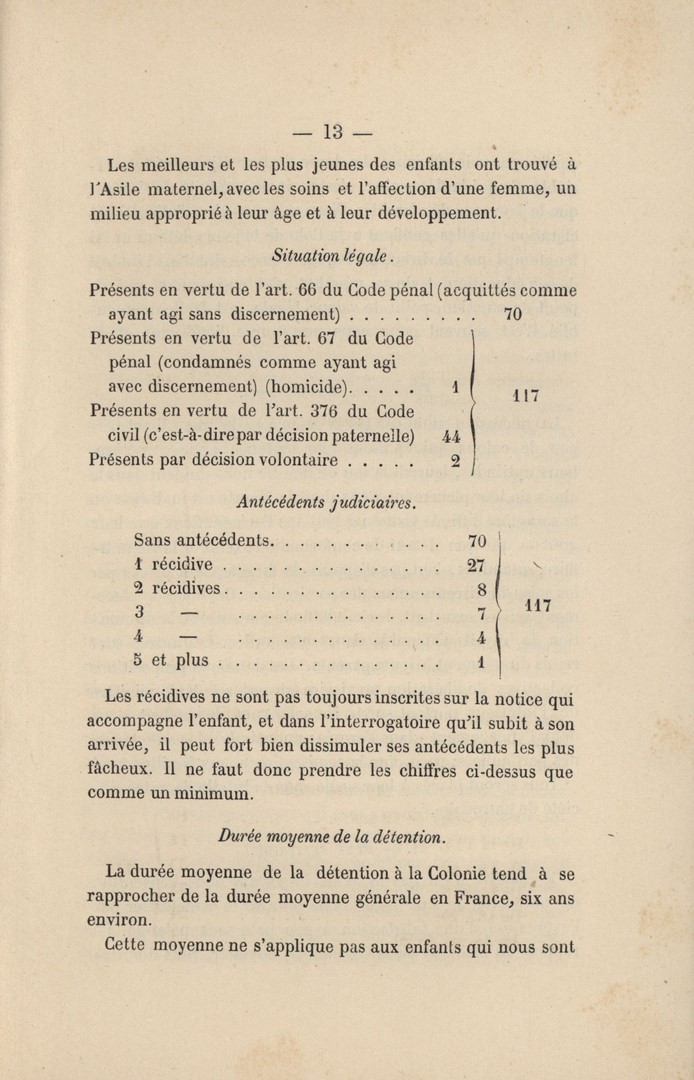 — 13 —
Les meilleurs et les plus jeunes des enfants ont trouvé à
l'Asile maternel, avec les soins et l'affection d'une femme, un
milieu approprié à leur âge et à leur développement.
Situation légale.
Présents en vertu de l'art. 66 du Code pénal (acquittés comme
ayant agi sans discernement) . . . . . . . . . 70
Présents en vertu de l'art. 67 du Code
pénal (condamnés comme ayant agi
avec discernement) (homicide). . . . . 1
117
Présents en vertu de l'art. 376 du Code
civil (c'est-à-dire par décision paternelle) 44
Présents par décision volontaire . . . . . 2
Antécédents judiciaires.
Sans antécédents. . . . . . . . . . . . 70
1 récidive . . . . . . . . . . . . . . . 27
2 récidives. . . . . . . . . . . . . . . 8
3 — . . . . . . . . . . . . . . 7
117
4 — . . . . . . . . . . . . . . 4
5 et plus . . . . . . . . . . . . . . . 1
Les récidives ne sont pas toujours inscrites sur la notice qui
accompagne l'enfant, et dans l'interrogatoire qu'il subit à son
arrivée, il peut fort bien dissimuler ses antécédents les plus
fâcheux. Il ne faut donc prendre les chiffres ci-dessus que
comme un minimum.
Durée moyenne de la détention.
La durée moyenne de la détention à la Colonie tend à se
rapprocher de la durée moyenne générale en France, six ans
environ.
Cette moyenne ne s'applique pas aux enfants qui nous sont